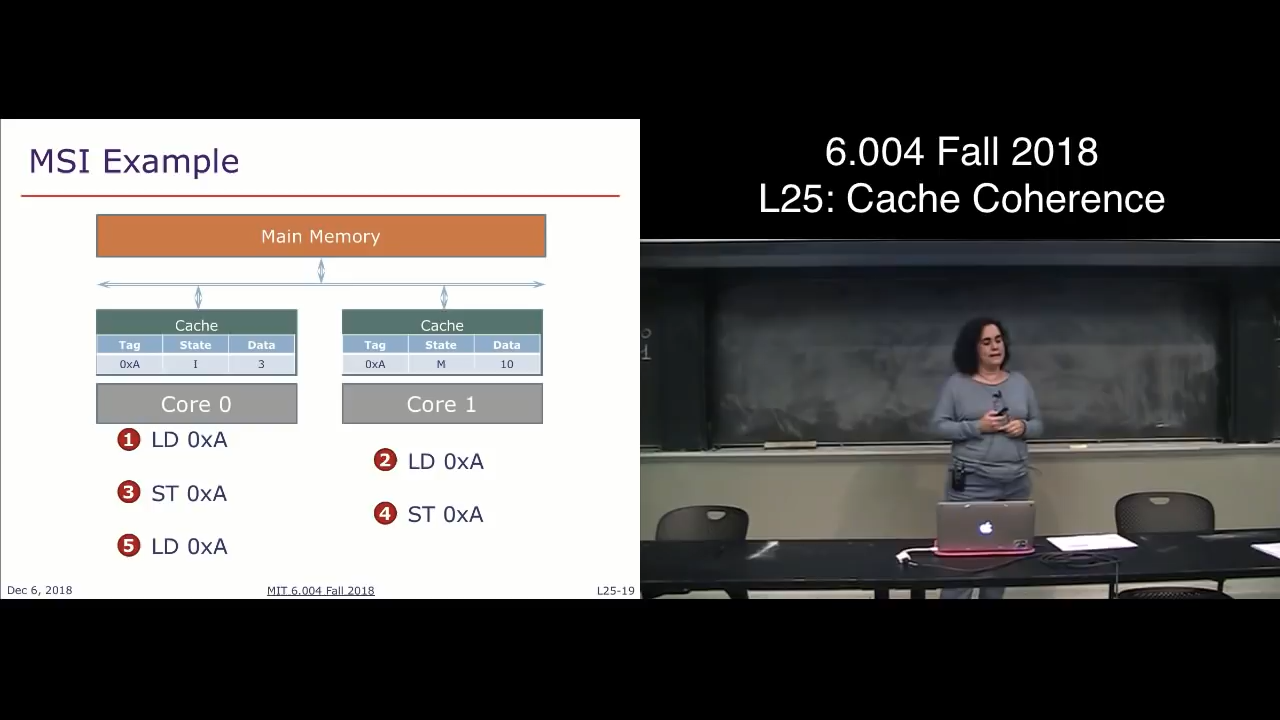 MSI Example
Main Memory
Cache
Tag State Data
0xA I 3
Core 0
Cache
Tag State Data
0xA M 10
Core 1
1 LD 0xA
2 LD 0xA
3 ST 0xA
4 ST 0xA
5 LD 0xA
Dec 6, 2018
MIT 6.004 Fall 2018
L25-19
6.004 Fall 2018
L25: Cache Coherence